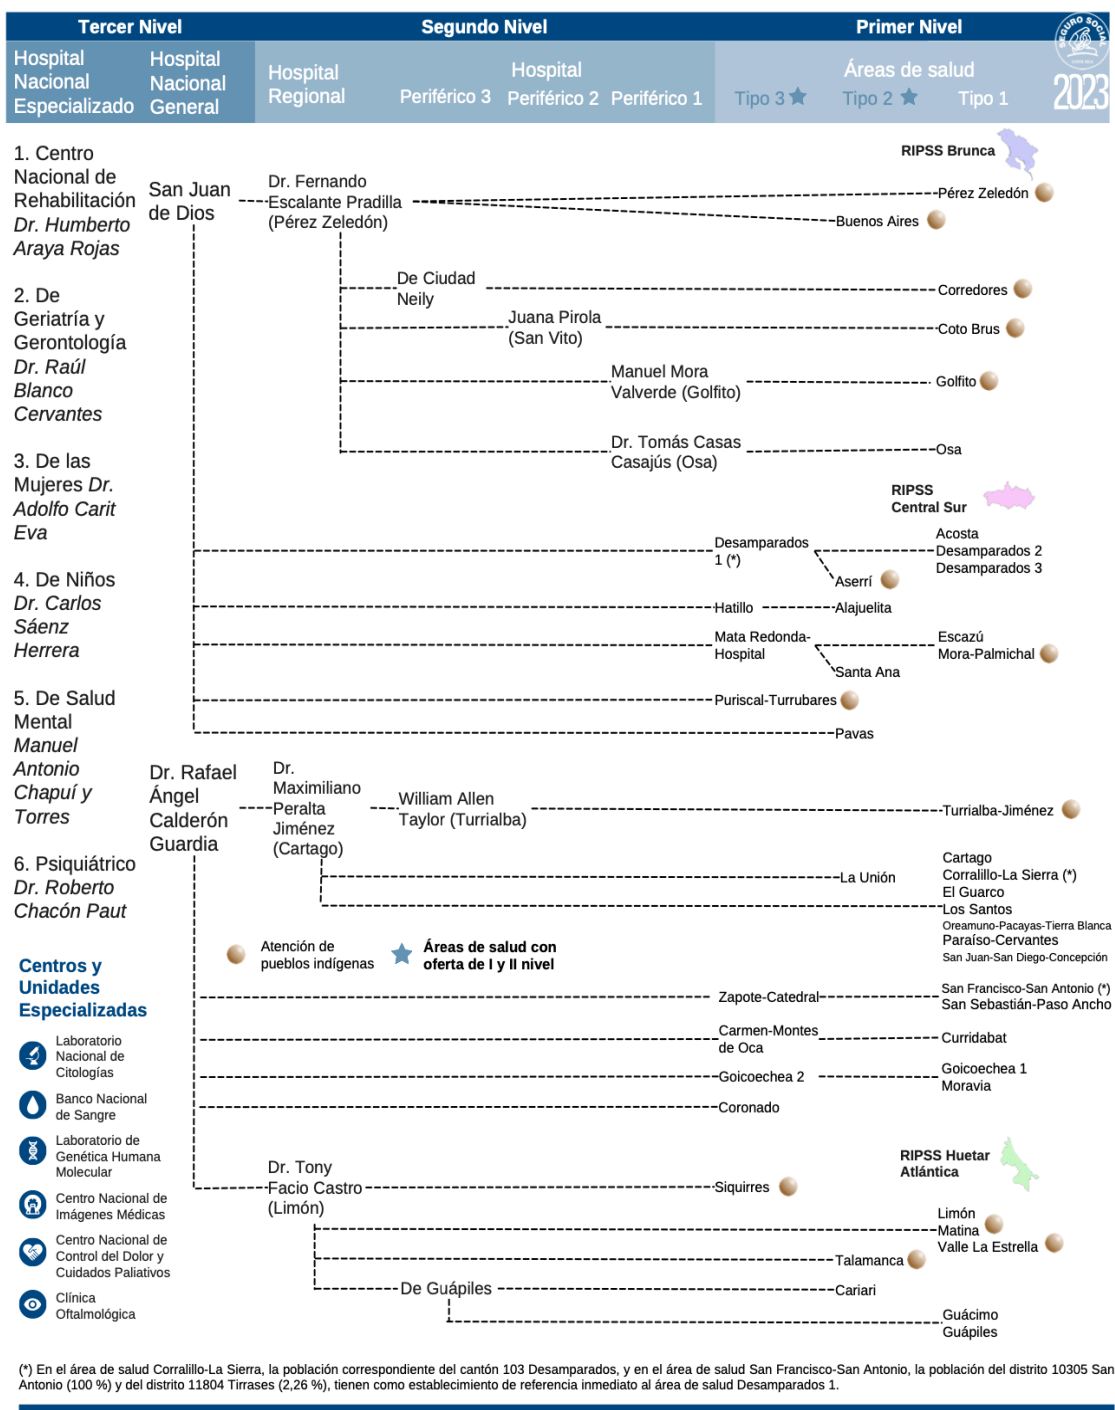 Tercer Nivel
Segundo Nivel
Primer Nivel
SEGURO SOCIAL
2023
Hospital
Nacional
Especializado
Hospital
Nacional
General
Hospital
Regional
Hospital
Periférico 3
Periférico 2
Periférico 1
Áreas de salud
Tipo 3
Tipo 2
Tipo 1
1. Centro
Nacional de
Rehabilitación
Dr. Humberto
Araya Rojas
2. De
Geriatría y
Gerontología
Dr. Raúl
Blanco
Cervantes
3. De las
Mujeres Dr.
Adolfo Carit
Eva
4. De Niños
Dr. Carlos
Sáenz
Herrera
5. De Salud
Mental
Manuel
Antonio
Chapuí y
Torres
6. Psiquiátrico
Dr. Roberto
Chacón Paut
RIPSS Brunca
San Juan
de Dios
Dr. Fernando
Escalante Pradilla
(Pérez Zeledón)
Pérez Zeledón
Buenos Aires
De Ciudad
Neily
Corredores
Juana Pirola
(San Vito)
Coto Brus
Manuel Mora
Valverde (Golfito)
Golfito
Dr. Tomás Casas
Casajús (Osa)
Osa
RIPSS
Central Sur
Desamparados
1 (*)
Acosta
Desamparados 2
Desamparados 3
Aserrí
Hatillo
Alajuelita
Mata Redonda-
Hospital
Escazú
Mora-Palmichal
Santa Ana
Puriscal-Turrubares
Pavas
Dr. Rafael
Ángel
Calderón
Guardia
Dr.
Maximiliano
Peralta
Jiménez
(Cartago)
William Allen
Taylor (Turrialba)
Turrialba-Jiménez
La Unión
Cartago
Corralillo-La Sierra (*)
El Guarco
Los Santos
Oreamuno-Pacayas-Tierra Blanca
Paraíso-Cervantes
San Juan-San Diego-Concepción
Atención de
pueblos indígenas
Áreas de salud con
oferta de I y II nivel
Zapote-Catedral
San Francisco-San Antonio (*)
San Sebastián-Paso Ancho
Carmen-Montes
de Oca
Curridabat
Goicoechea 2
Goicoechea 1
Moravia
Coronado
RIPSS Huetar
Atlántica
Dr. Tony
Facio Castro
(Limón)
Siquirres
Limón
Matina
Valle La Estrella
Talamanca
De Guápiles
Cariari
Guácimo
Guápiles
Centros y
Unidades
Especializadas
Laboratorio
Nacional de
Citologías
Banco Nacional
de Sangre
Laboratorio de
Genética Humana
Molecular
Centro Nacional de
Imágenes Médicas
Centro Nacional de
Control del Dolor y
Cuidados Paliativos
Clínica
Oftalmológica
(*) En el área de salud Corralillo-La Sierra, la población correspondiente del cantón 103 Desamparados, y en el área de salud San Francisco-San Antonio, la población del distrito 10305 San
Antonio (100 %) y del distrito 11804 Tirrases (2,26 %), tienen como establecimiento de referencia inmediato al área de salud Desamparados 1.